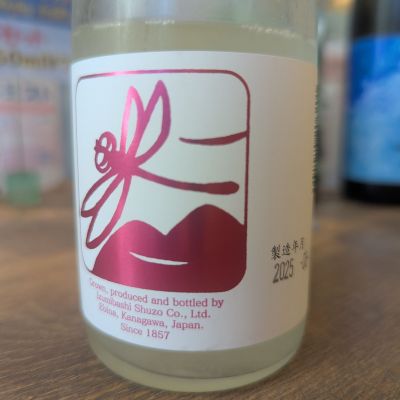 Grown, produced and bottled by
Izumibashi Shuzo Co., Ltd.
Ebina, Kanagawa, Japan.
Since 1857
製造年月
2025